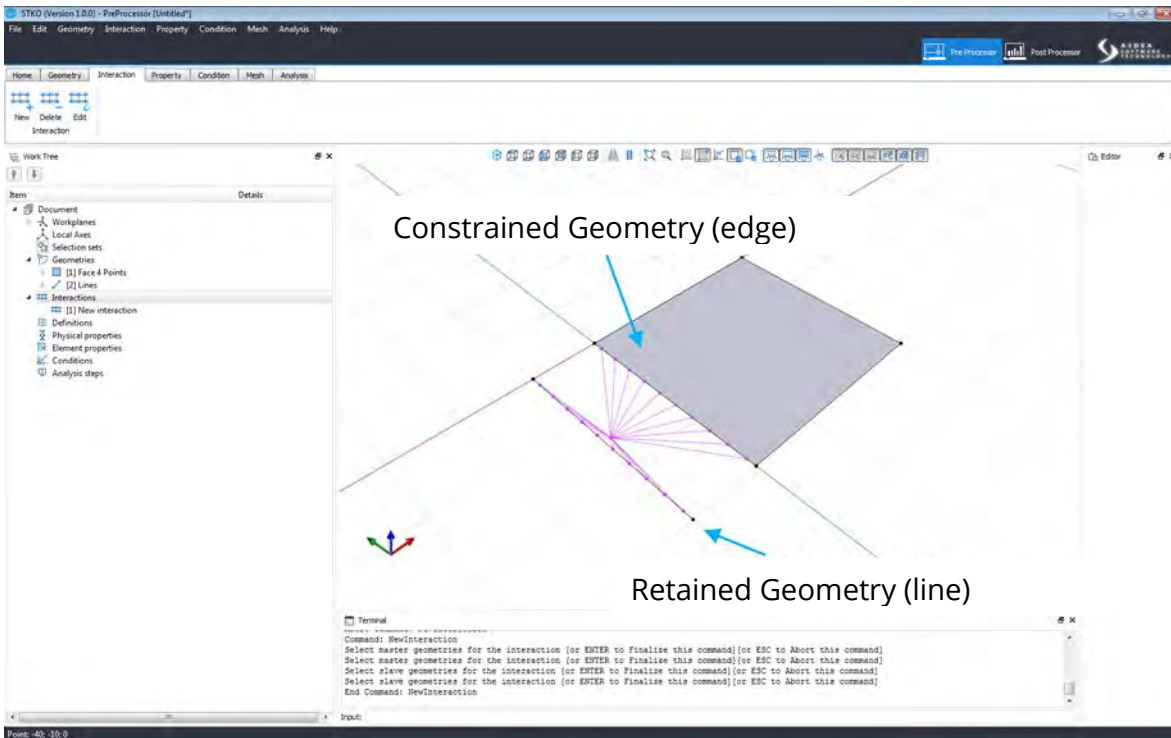 STKO (Version 1.0.0) - PreProcessor [Untitled*]
File Edit Geometry Interaction Property Condition Mesh Analysis Help
Pre Processor Post Processor ASDEA SOFTWARE TECHNOLOGY
Home Geometry Interaction Property Condition Mesh Analysis
New Delete Edit
Interaction
Work Tree
Editor
Item Details
Document
Workplanes
Local Axes
Selection sets
Geometries
[1] Face 4 Points
[2] Lines
Interactions
[1] New interaction
Definitions
Physical properties
Element properties
Conditions
Analysis steps
Constrained Geometry (edge)
Retained Geometry (line)
Terminal
Command: NewInteraction
Select master geometries for the interaction [or ENTER to Finalize this command][or ESC to Abort this command]
Select master geometries for the interaction [or ENTER to Finalize this command][or ESC to Abort this command]
Select slave geometries for the interaction [or ENTER to Finalize this command][or ESC to Abort this command]
Select slave geometries for the interaction [or ENTER to Finalize this command][or ESC to Abort this command]
End Command: NewInteraction
Input:
Point: -40; -10; 0